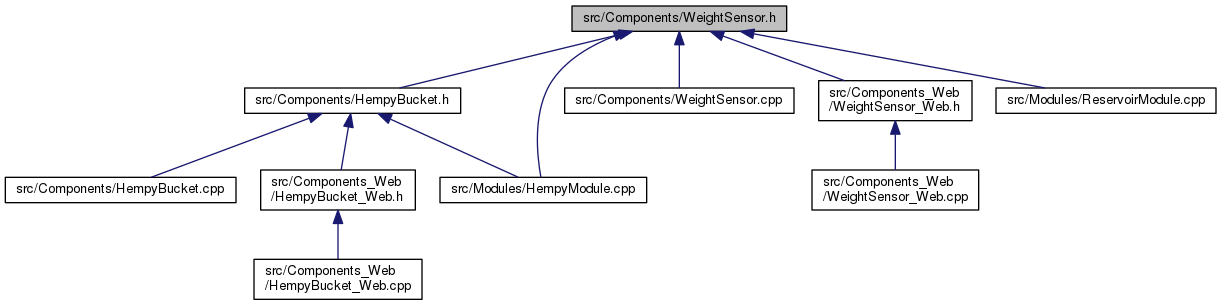 src/Components/WeightSensor.h
src/Components/HempyBucket.h
src/Components/WeightSensor.cpp
src/Components_Web
/WeightSensor_Web.h
src/Modules/ReservoirModule.cpp
src/Components/HempyBucket.cpp
src/Components_Web
/HempyBucket_Web.h
src/Modules/HempyModule.cpp
src/Components_Web
/WeightSensor_Web.cpp
src/Components_Web
/HempyBucket_Web.cpp